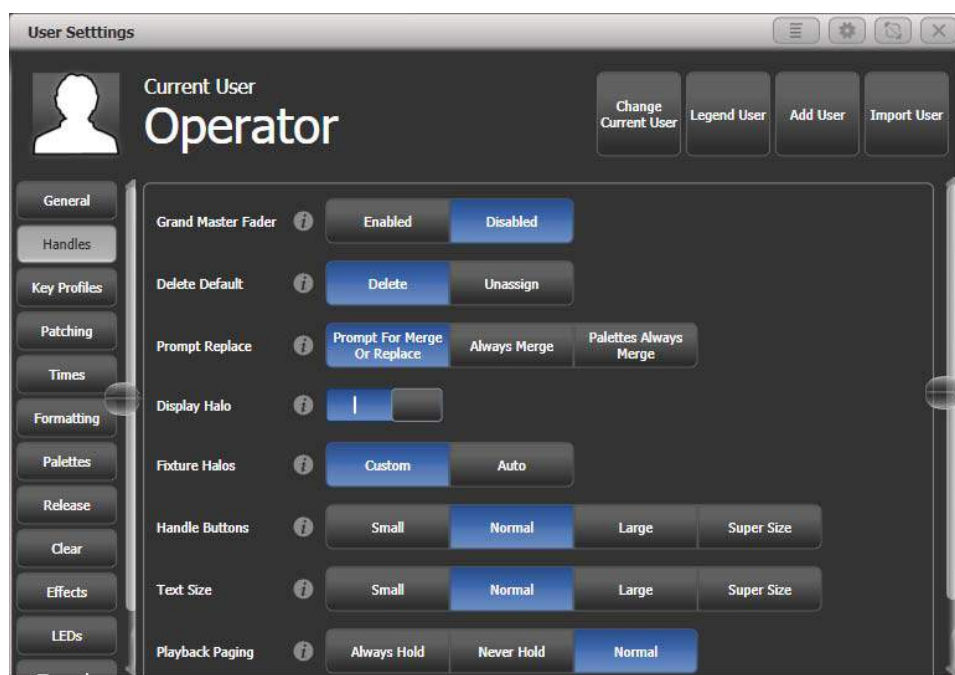 User Setttings
Current User
Operator
Change
Current User
Legend User
Add User
Import User
General
Handles
Key Profiles
Patching
Times
Formatting
Palettes
Release
Clear
Effects
LEDs
Grand Master Fader
Enabled
Disabled
Delete Default
Delete
Unassign
Prompt Replace
Prompt For Merge
Or Replace
Always Merge
Palettes Always
Merge
Display Halo
Fixture Halos
Custom
Auto
Handle Buttons
Small
Normal
Large
Super Size
Text Size
Small
Normal
Large
Super Size
Playback Paging
Always Hold
Never Hold
Normal